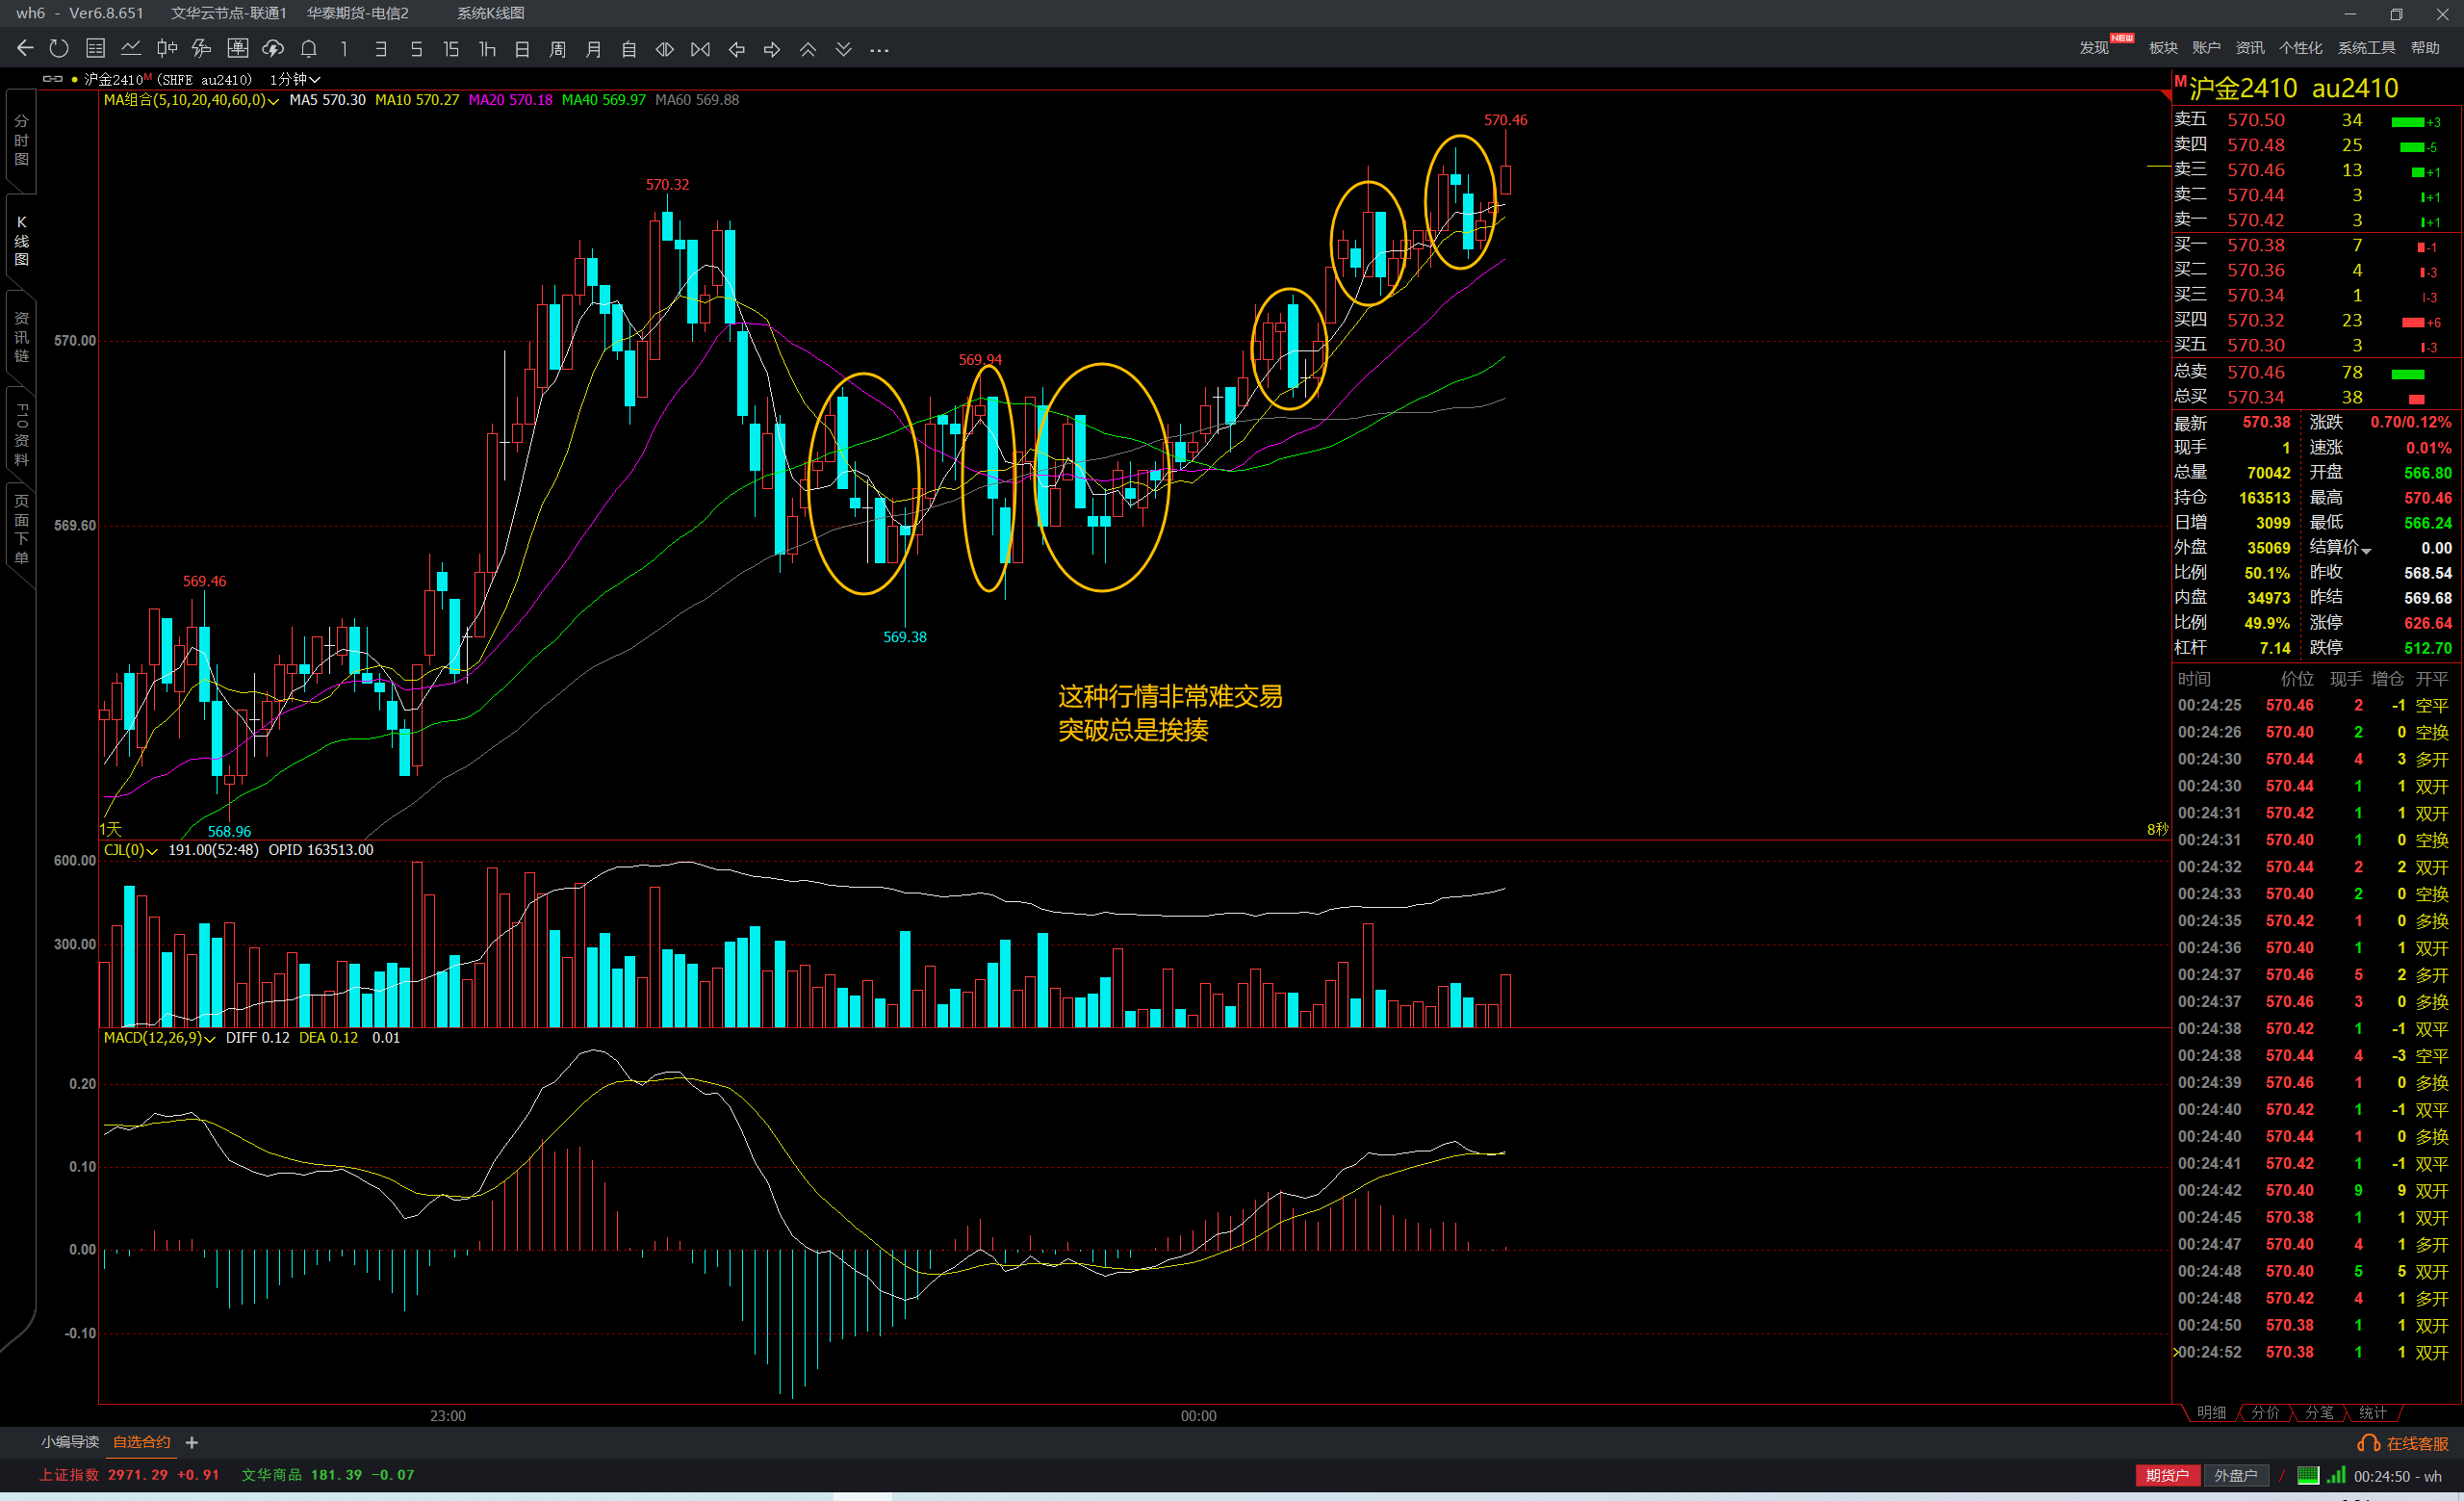 wh6 - Ver6.8.651 文华云节点-联通1 华泰期货-电信2 系统K线图
1 3 5 15 1h 日 周 月 自
发现 NEW 板块 账户 资讯 个性化 系统工具 帮助
沪金2410M (SHFE au2410) 1分钟
MA组合(5,10,20,40,60,0) MA5 570.30 MA10 570.27 MA20 570.18 MA40 569.97 MA60 569.88
分时图
K线图
资讯链
F10资料
页面下单
570.46
570.32
570.00
569.94
569.60
569.46
569.38
568.96
这种行情非常难交易
突破总是挨揍
1天
8秒
CJL(0) 191.00(52:48) OPID 163513.00
600.00
300.00
MACD(12,26,9) DIFF 0.12 DEA 0.12 0.01
0.20
0.10
0.00
-0.10
23:00 00:00
M 沪金2410 au2410
卖五 570.50 34 +3
卖四 570.48 25 -5
卖三 570.46 13 +1
卖二 570.44 3 +1
卖一 570.42 3 +1
买一 570.38 7 -1
买二 570.36 4 -3
买三 570.34 1 -3
买四 570.32 23 +6
买五 570.30 3 -3
总卖 570.46 78
总买 570.34 38
最新 570.38 涨跌 0.70/0.12%
现手 1 速涨 0.01%
总量 70042 开盘 566.80
持仓 163513 最高 570.46
日增 3099 最低 566.24
外盘 35069 结算价 0.00
比例 50.1% 昨收 568.54
内盘 34973 昨结 569.68
比例 49.9% 涨停 626.64
杠杆 7.14 跌停 512.70
时间 价位 现手 增仓 开平
00:24:25 570.46 2 -1 空平
00:24:26 570.40 2 0 空换
00:24:30 570.44 4 3 多开
00:24:30 570.44 1 1 双开
00:24:31 570.42 1 1 双开
00:24:31 570.40 1 0 空换
00:24:32 570.44 2 2 双开
00:24:33 570.40 2 0 空换
00:24:35 570.42 1 0 多换
00:24:36 570.40 1 1 双开
00:24:37 570.46 5 2 多开
00:24:37 570.46 3 0 多换
00:24:38 570.42 1 -1 双平
00:24:38 570.44 4 -3 空平
00:24:39 570.46 1 0 多换
00:24:40 570.42 1 -1 双平
00:24:40 570.44 1 0 多换
00:24:41 570.42 1 -1 双平
00:24:42 570.40 9 9 双开
00:24:45 570.38 1 1 双开
00:24:47 570.40 4 1 多开
00:24:48 570.40 5 5 双开
00:24:48 570.42 4 1 多开
00:24:50 570.38 1 1 双开
00:24:52 570.38 1 1 双开
明细 分价 分笔 统计
小编导读 自选合约 +
在线客服
上证指数 2971.29 +0.91 文华商品 181.39 -0.07
期货户 外盘户 / 00:24:50 - wh